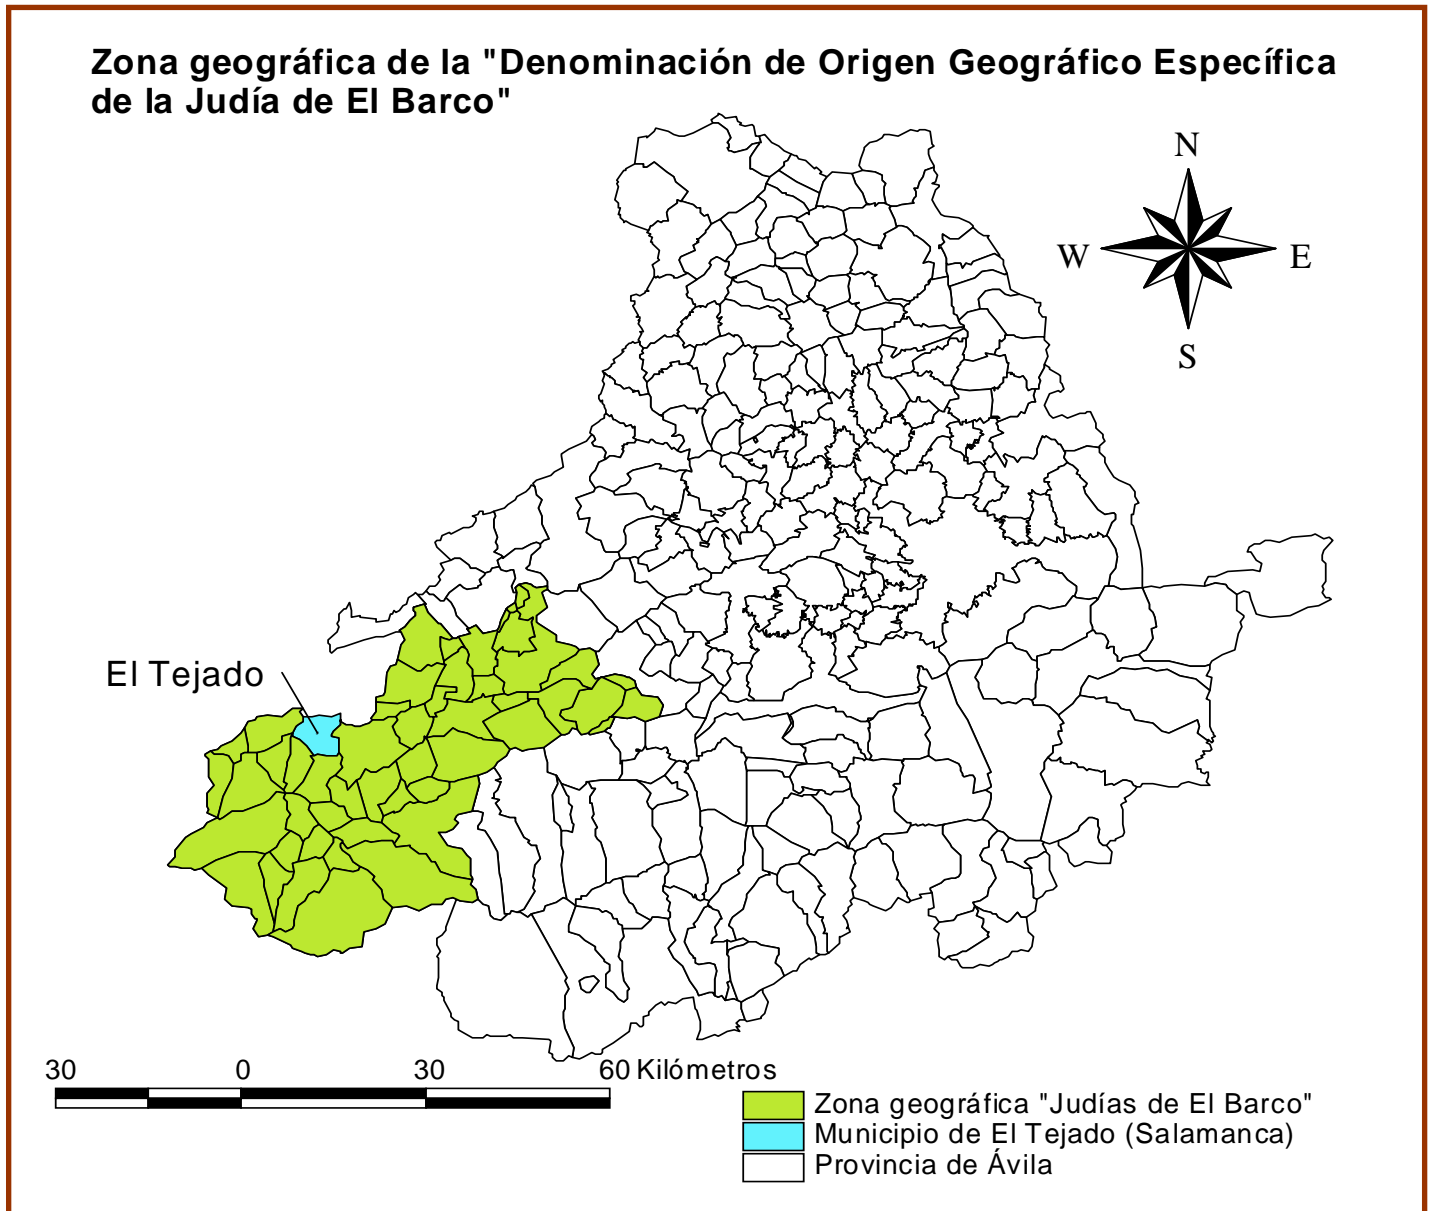 Zona geográfica de la "Denominación de Origen Geográfico Específica
de la Judía de El Barco"
N
W
E
S
El Tejado
30 0 30 60 Kilómetros
Zona geográfica "Judías de El Barco"
Municipio de El Tejado (Salamanca)
Provincia de Ávila